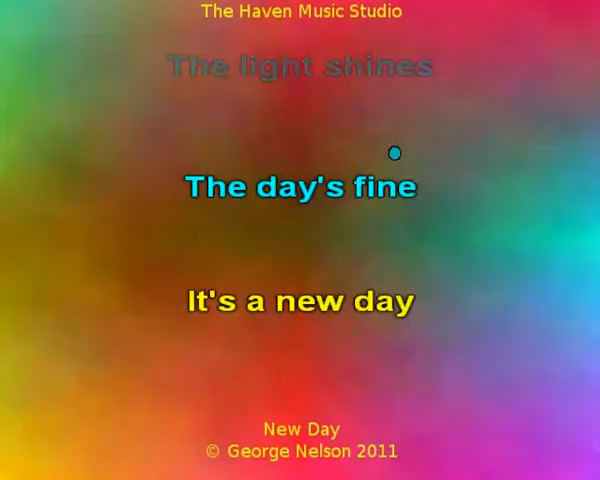 The Haven Music Studio
The light shines
The day's fine
It's a new day
New Day
© George Nelson 2011